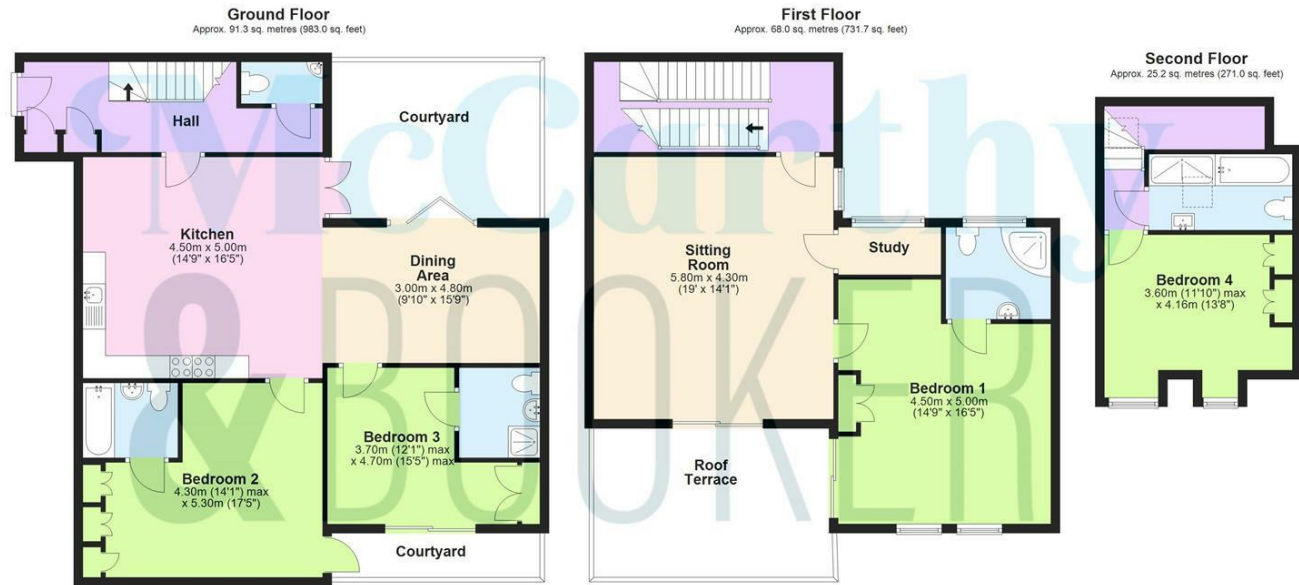 Ground Floor
Approx. 91.3 sq. metres (983.0 sq. feet)
Hall
Courtyard
Kitchen
4.50m x 5.00m
(14'9" x 16'5")
Dining
Area
3.00m x 4.80m
(9'10" x 15'9")
Bedroom 3
3.70m (12'1") max
x 4.70m (15'5") max
Bedroom 2
4.30m (14'1") max
x 5.30m (17'5")
Courtyard
First Floor
Approx. 68.0 sq. metres (731.7 sq. feet)
Sitting
Room
5.80m x 4.30m
(19' x 14'1")
Study
Bedroom 1
4.50m x 5.00m
(14'9" x 16'5")
Roof
Terrace
Second Floor
Approx. 25.2 sq. metres (271.0 sq. feet)
Bedroom 4
3.60m (11'10") max
x 4.16m (13'8")
McCarthy
& BOOKER